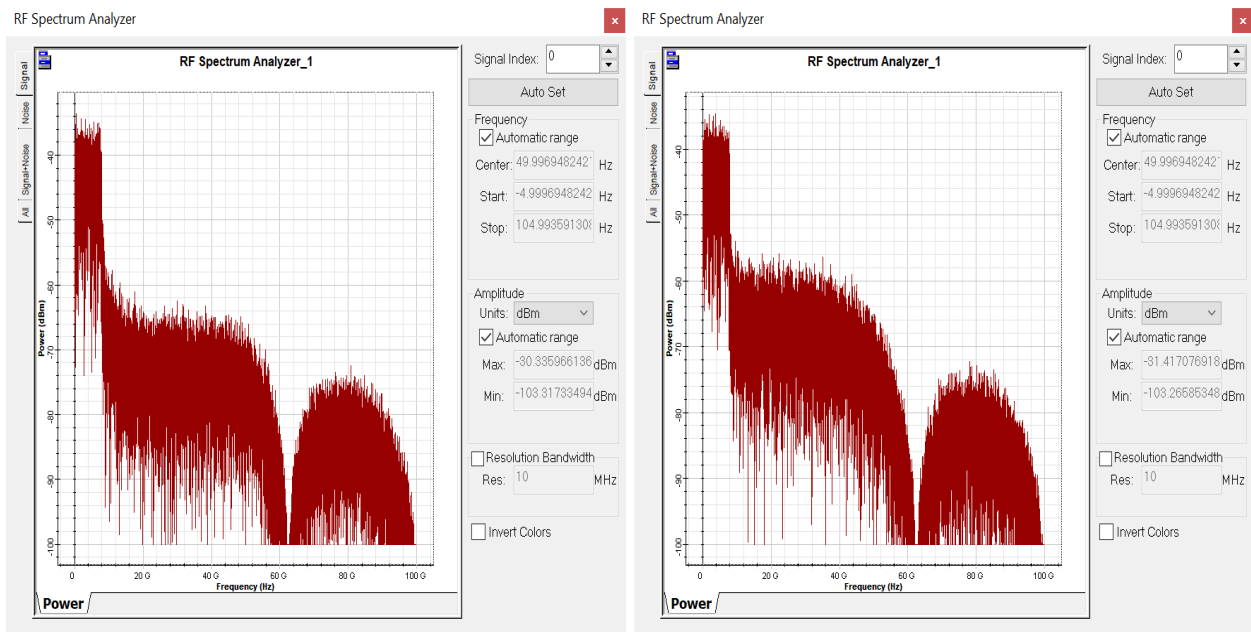 RF Spectrum Analyzer
x
RF Spectrum Analyzer_1
Signal
Noise
Signal+Noise
All
Power (dBm)
-40
-50
-60
-70
-80
-90
-100
0 20 G 40 G 60 G 80 G 100 G
Frequency (Hz)
Power
Signal Index: 0
Auto Set
Frequency
Automatic range
Center: 49.996948242 Hz
Start: -4.9996948242 Hz
Stop: 104.99359130 Hz
Amplitude
Units: dBm
Automatic range
Max: -30.335966136 dBm
Min: -103.31733494 dBm
Resolution Bandwidth
Res: 10 MHz
Invert Colors
RF Spectrum Analyzer
x
RF Spectrum Analyzer_1
Signal
Noise
Signal+Noise
All
Power (dBm)
-40
-50
-60
-70
-80
-90
-100
0 20 G 40 G 60 G 80 G 100 G
Frequency (Hz)
Power
Signal Index: 0
Auto Set
Frequency
Automatic range
Center: 49.996948242 Hz
Start: -4.9996948242 Hz
Stop: 104.99359130 Hz
Amplitude
Units: dBm
Automatic range
Max: -31.417076918 dBm
Min: -103.26585348 dBm
Resolution Bandwidth
Res: 10 MHz
Invert Colors